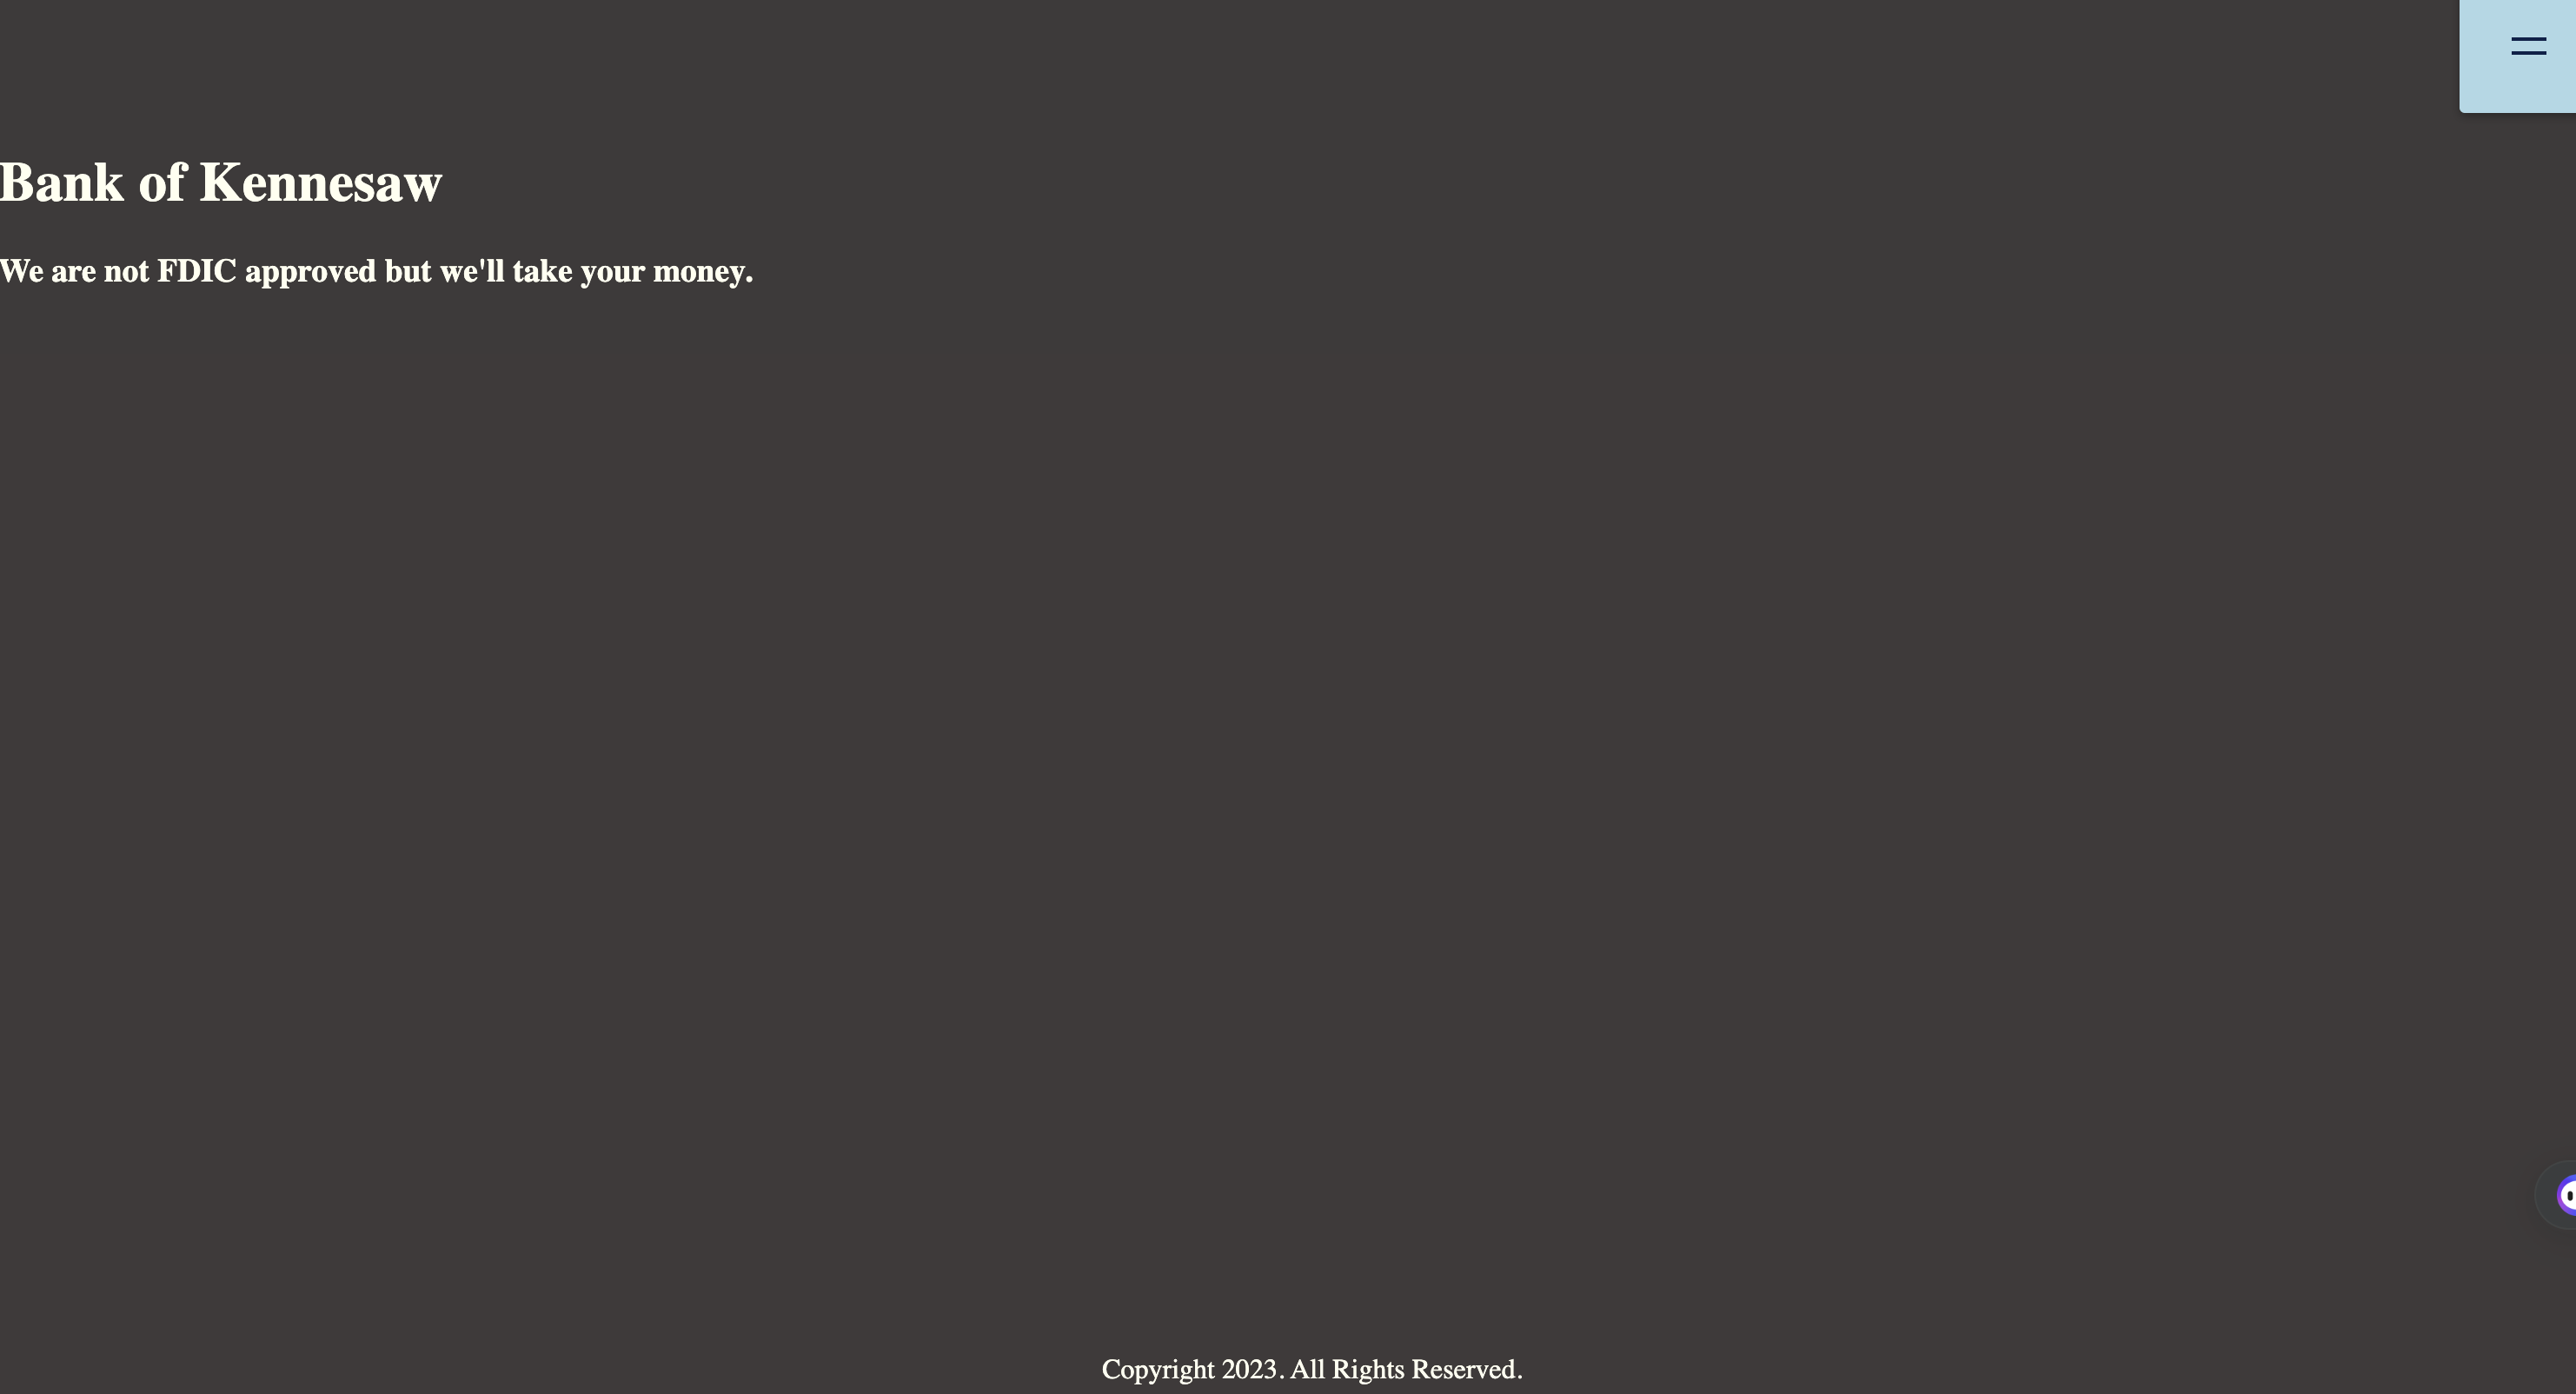 Bank of Kennesaw
We are not FDIC approved but we'll take your money.
Copyright 2023. All Rights Reserved.